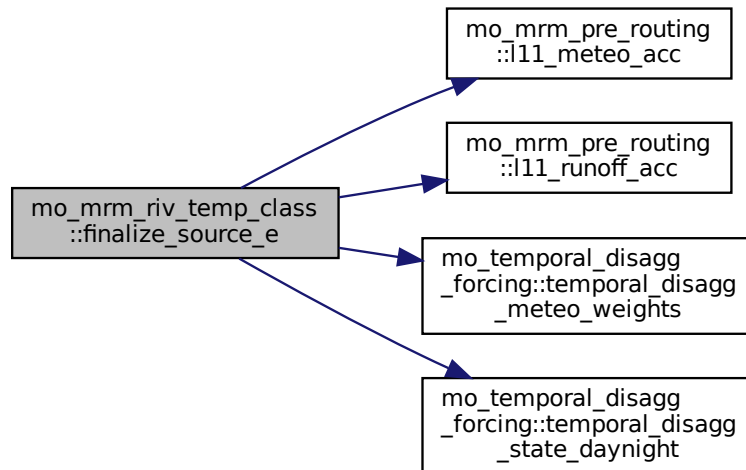 mo_mrm_pre_routing
::l11_meteo_acc
mo_mrm_pre_routing
::l11_runoff_acc
mo_mrm_riv_temp_class
::finalize_source_e
mo_temporal_disagg
_forcing::temporal_disagg
_meteo_weights
mo_temporal_disagg
_forcing::temporal_disagg
_state_daynight